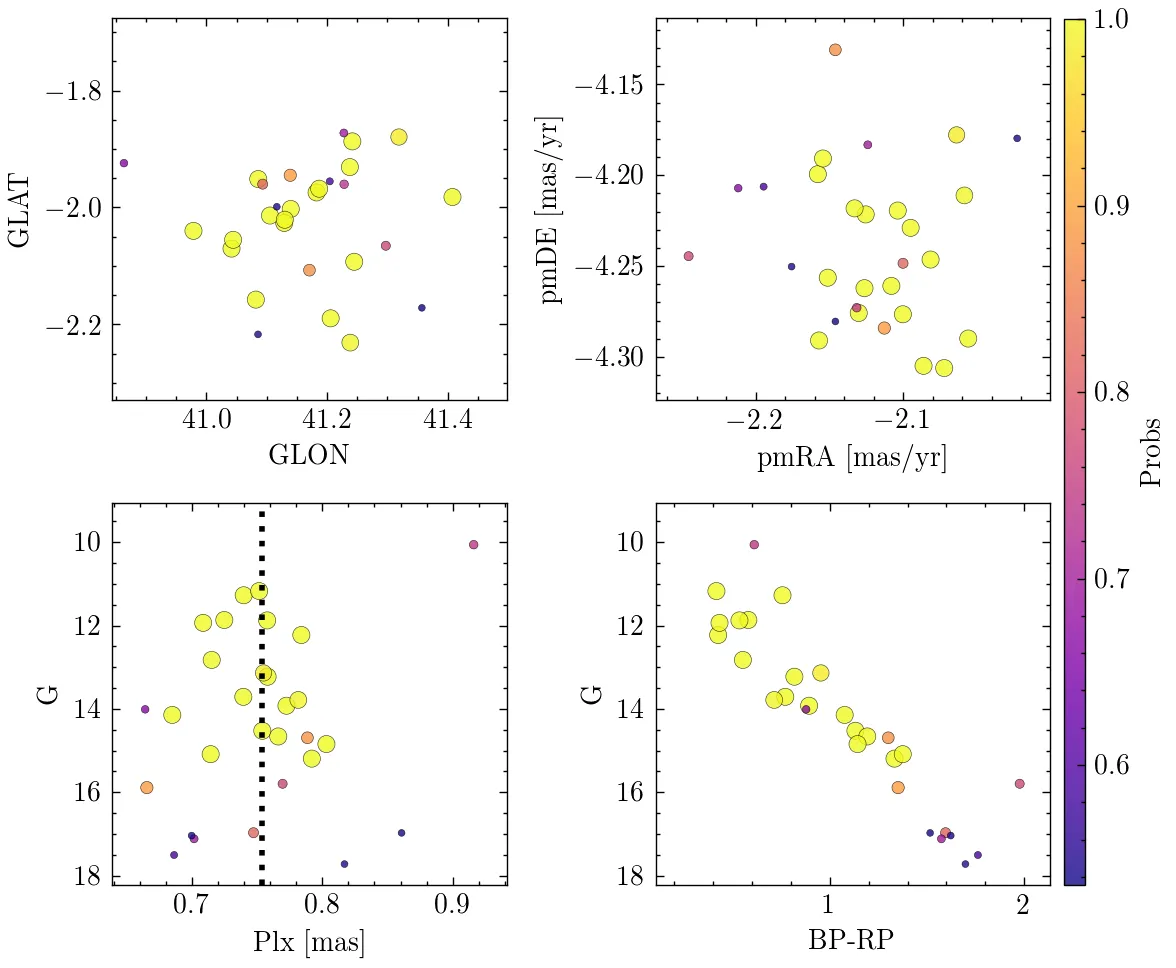 −1.8
−2.0
−2.2
GLAT
41.0 41.2 41.4
GLON
−4.15
−4.20
−4.25
−4.30
pmDE [mas/yr]
−2.2 −2.1
pmRA [mas/yr]
1.0
0.9
0.8
0.7
0.6
Probs
10
12
14
16
18
G
0.7 0.8 0.9
Plx [mas]
10
12
14
16
18
G
1 2
BP-RP